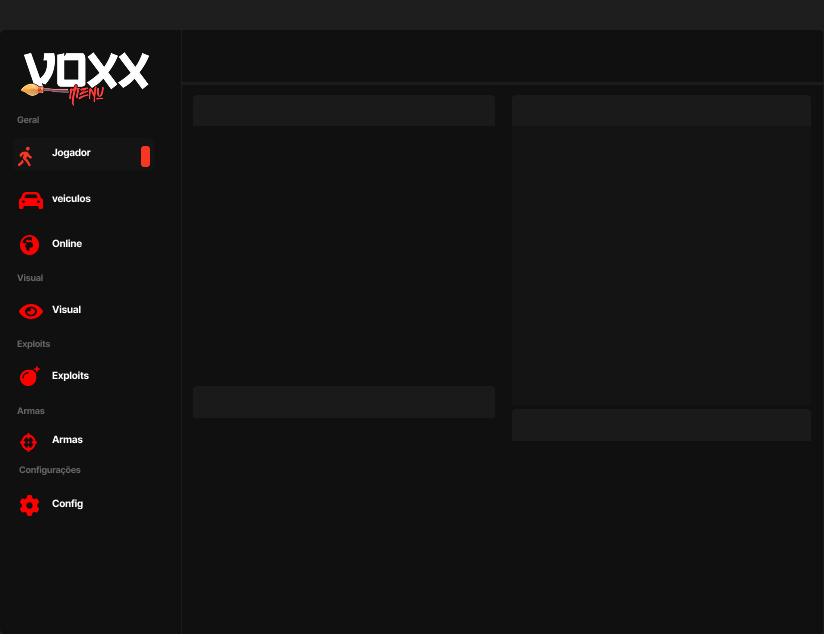 VOXX
MENU
Geral
Jogador
veiculos
Online
Visual
Visual
Exploits
Exploits
Armas
Armas
Configurações
Config